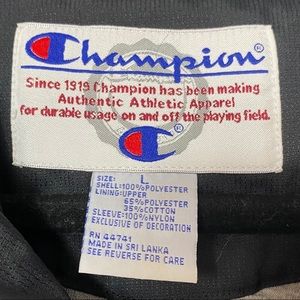 Champion®
Since 1919 Champion has been making
Authentic Athletic Apparel
for durable usage on and off the playing field.
SIZE: L
SHELL:100%POLYESTER
LINING:UPPER
65%POLYESTER
35%COTTON
SLEEVE:100%NYLON
EXCLUSIVE OF DECORATION
RN 44741
MADE IN SRI LANKA
SEE REVERSE FOR CARE